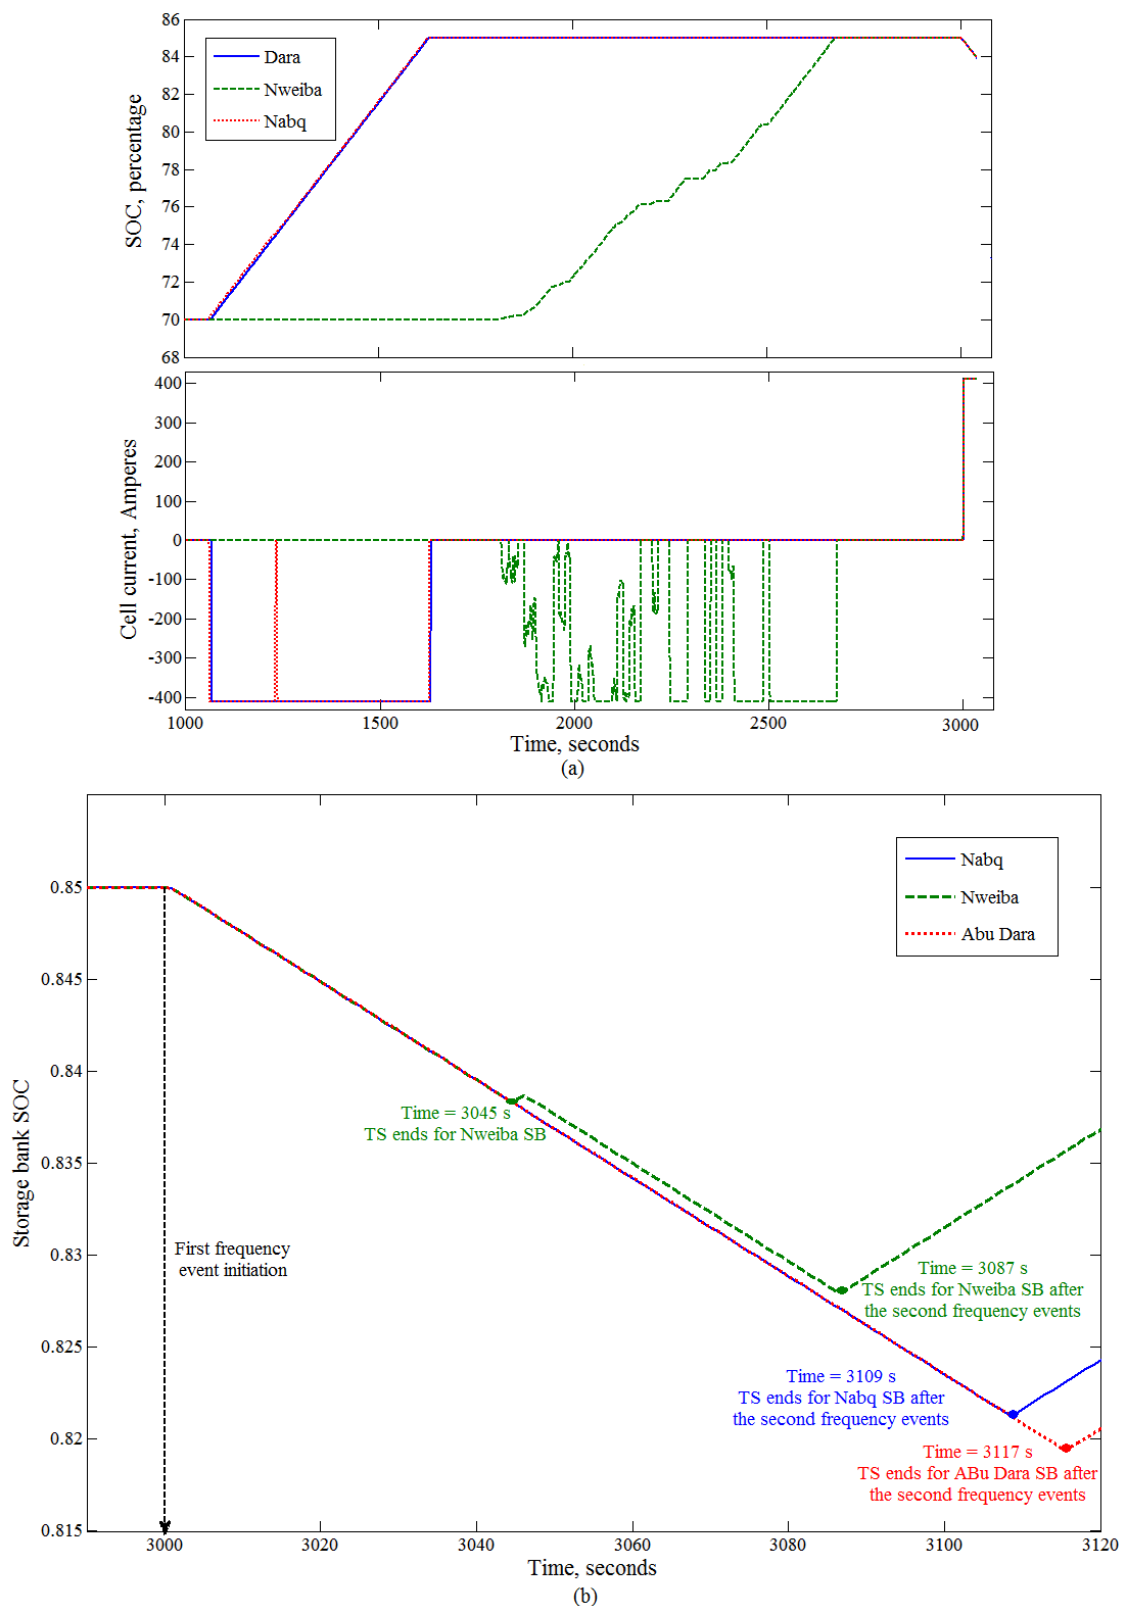 86
84
82
80
78
76
74
72
70
68
SOC, percentage
Dara
Nweiba
Nabq
400
300
200
100
0
-100
-200
-300
-400
Cell current, Amperes
1000
1500
2000
2500
3000
Time, seconds
(a)
Nabq
Nweiba
Abu Dara
0.85
0.845
0.84
0.835
0.83
0.825
0.82
0.815
Storage bank SOC
Time = 3045 s
TS ends for Nweiba SB
First frequency
event initiation
Time = 3087 s
TS ends for Nweiba SB after
the second frequency events
Time = 3109 s
TS ends for Nabq SB after
the second frequency events
Time = 3117 s
TS ends for ABu Dara SB after
the second frequency events
3000
3020
3040
3060
3080
3100
3120
Time, seconds
(b)